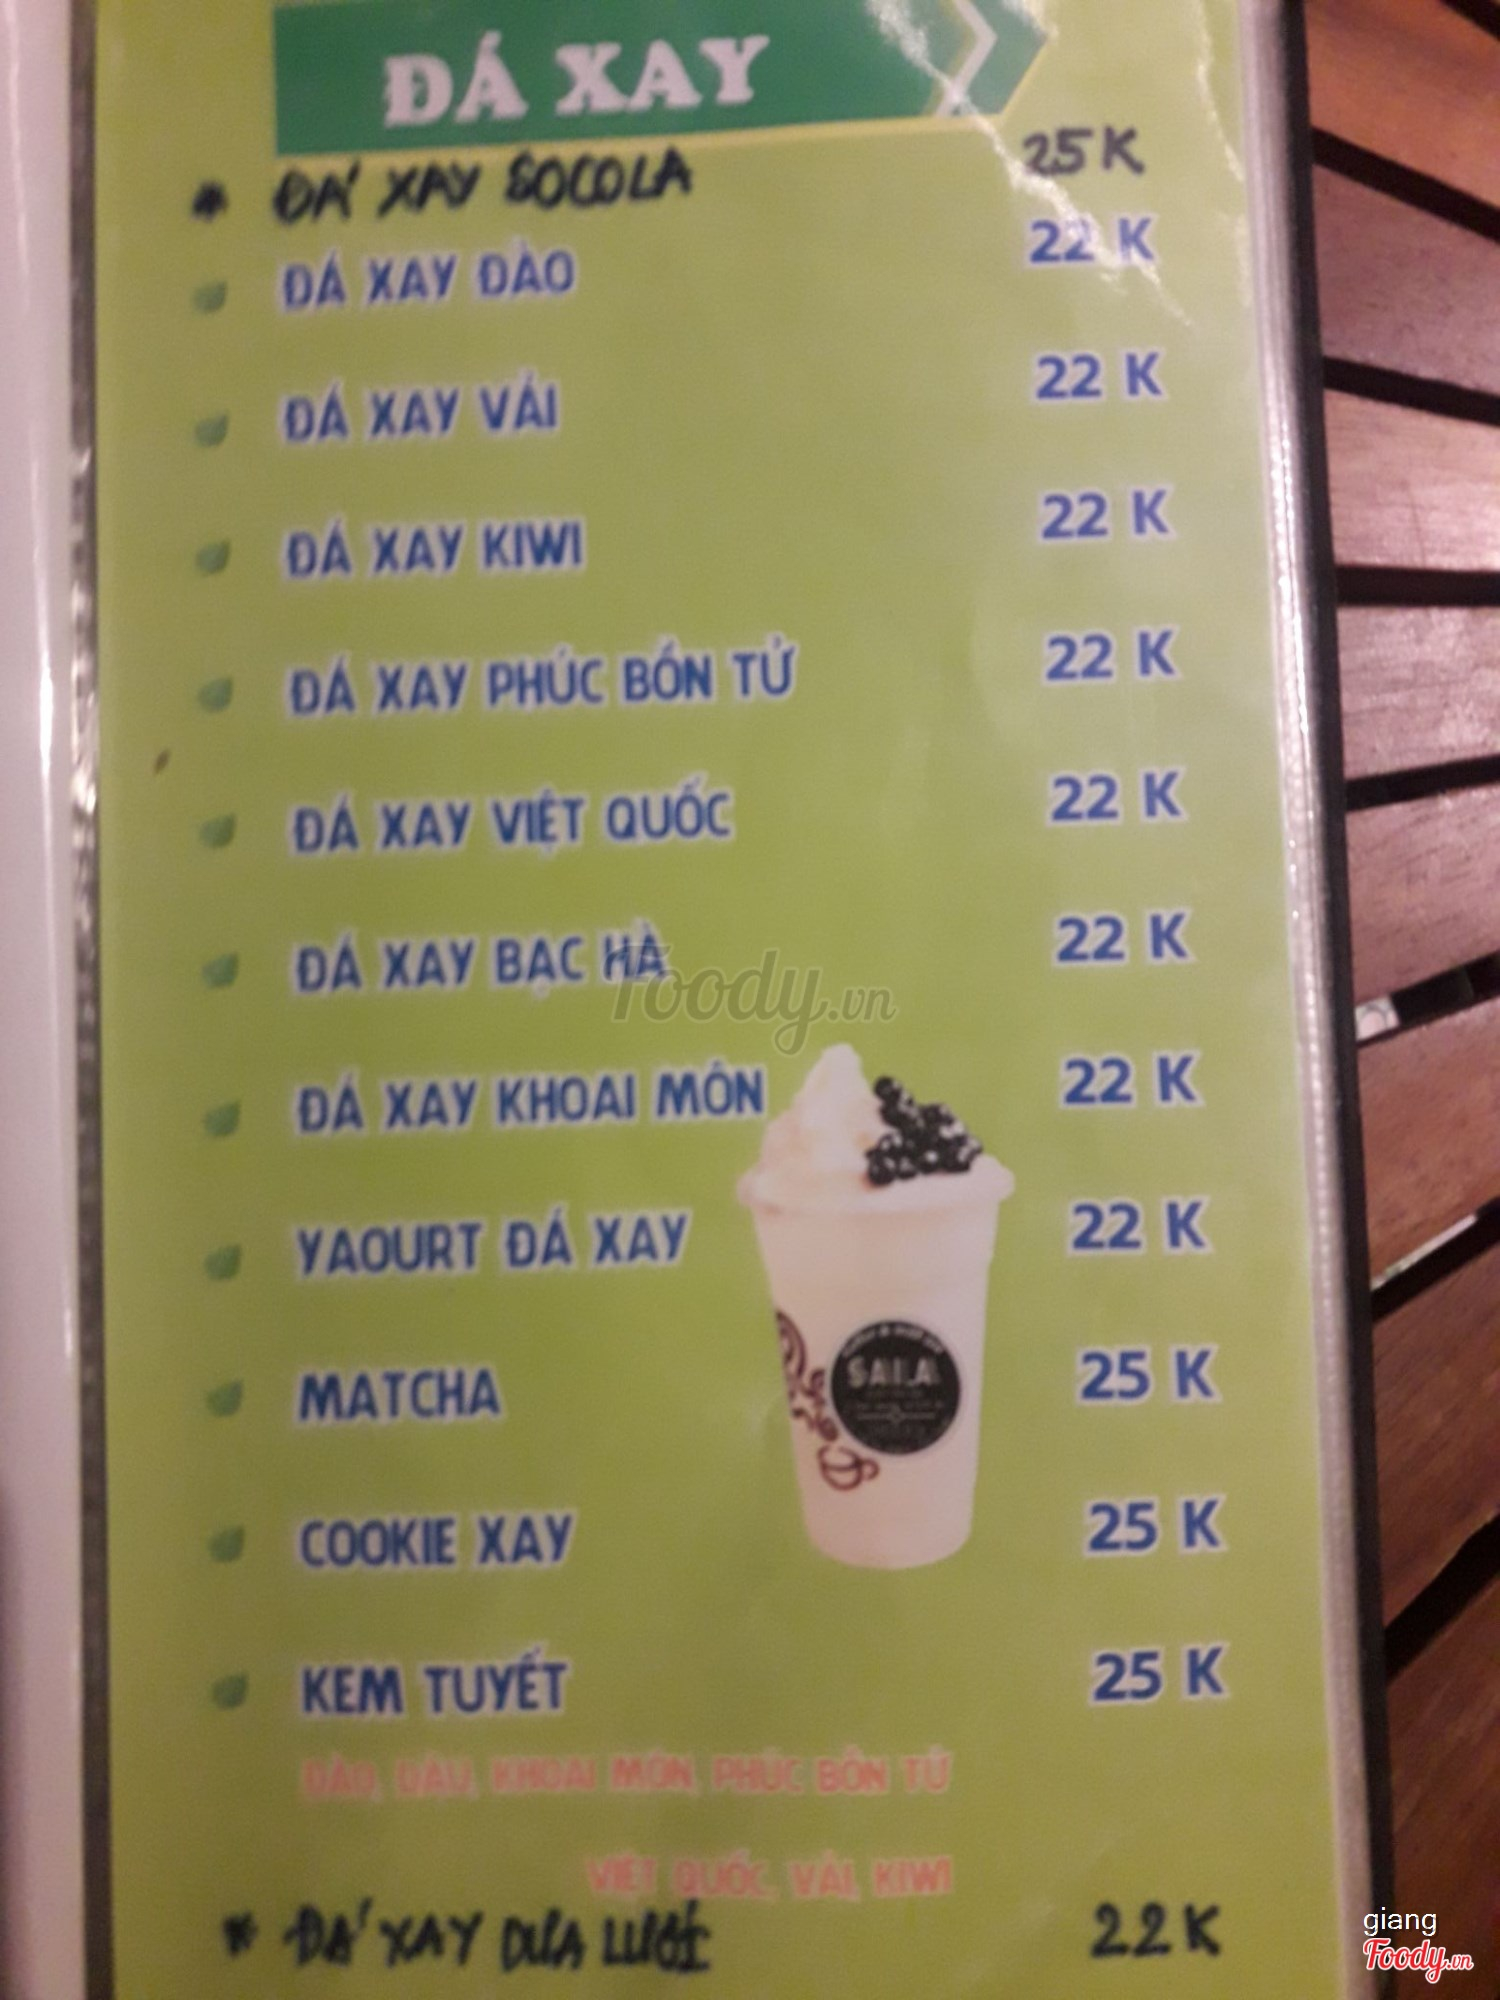 ĐÁ XAY
* ĐÁ XAY SOCOLA 25K
ĐÁ XAY ĐÀO 22 K
ĐÁ XAY VẢI 22 K
ĐÁ XAY KIWI 22 K
ĐÁ XAY PHÚC BỒN TỬ 22 K
ĐÁ XAY VIỆT QUỐC 22 K
ĐÁ XAY BẠC HÀ 22 K
Foody.vn
ĐÁ XAY KHOAI MÔN 22 K
YAOURT ĐÁ XAY 22 K
SALA
MATCHA 25 K
COOKIE XAY 25 K
KEM TUYẾT 25 K
ĐÀO, DÂU, KHOAI MÔN, PHÚC BỒN TỬ
VIỆT QUỐC, VẢI, KIWI
* ĐÁ XAY DƯA LƯỚI 22K
giang
Foody.vn